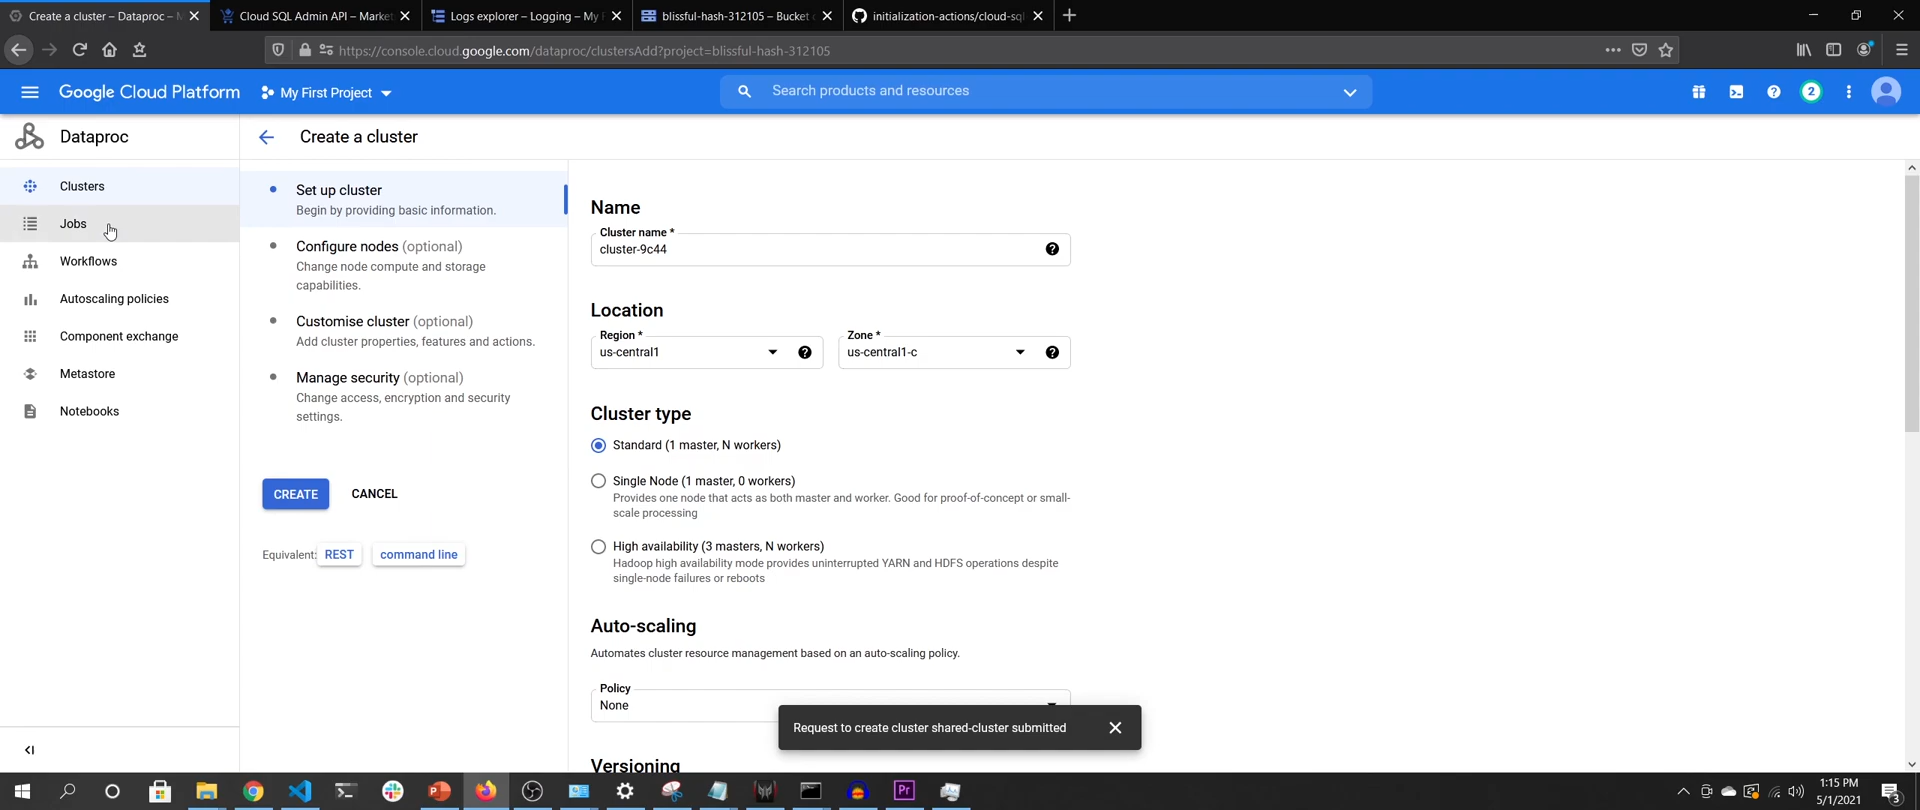 Create a cluster – Dataproc – M
Cloud SQL Admin API – Market
Logs explorer – Logging – My
blissful-hash-312105 – Bucket
initialization-actions/cloud-sql
https://console.cloud.google.com/dataproc/clustersAdd?project=blissful-hash-312105
Google Cloud Platform
My First Project
Search products and resources
2
Dataproc
Create a cluster
Clusters
Jobs
Workflows
Autoscaling policies
Component exchange
Metastore
Notebooks
Set up cluster
Begin by providing basic information.
Configure nodes (optional)
Change node compute and storage
capabilities.
Customise cluster (optional)
Add cluster properties, features and actions.
Manage security (optional)
Change access, encryption and security
settings.
CREATE
CANCEL
Equivalent:
REST
command line
Name
Cluster name *
cluster-9c44
Location
Region *
us-central1
Zone *
us-central1-c
Cluster type
Standard (1 master, N workers)
Single Node (1 master, 0 workers)
Provides one node that acts as both master and worker. Good for proof-of-concept or small-
scale processing
High availability (3 masters, N workers)
Hadoop high availability mode provides uninterrupted YARN and HDFS operations despite
single-node failures or reboots
Auto-scaling
Automates cluster resource management based on an auto-scaling policy.
Policy
None
Request to create cluster shared-cluster submitted
Versioning
Pr
1:15 PM
5/1/2021
3